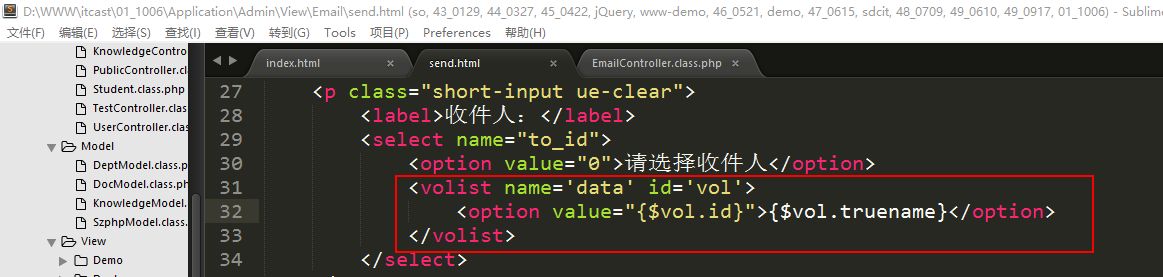 D:\WWW\itcast\01_1006\Application\Admin\View\Email\send.html (so, 43_0129, 44_0327, 45_0422, jQuery, www-demo, 46_0521, demo, 47_0615, sdcit, 48_0709, 49_0610, 49_0917, 01_1006) - Sublime
文件(F) 编辑(E) 选择(S) 查找(I) 查看(V) 转到(G) Tools 项目(P) Preferences 帮助(H)
KnowledgeContro
PublicController.cl
Student.class.php
TestController.clas
UserController.clas
Model
DeptModel.class.p
DocModel.class.ph
KnowledgeModel.
SzphpModel.class
View
Demo
index.html × send.html × EmailController.class.php ×
27 <p class="short-input ue-clear">
28 <label>收件人：</label>
29 <select name="to_id">
30 <option value="0">请选择收件人</option>
31 <volist name='data' id='vol'>
32 <option value="{$vol.id}">{$vol.truename}</option>
33 </volist>
34 </select>